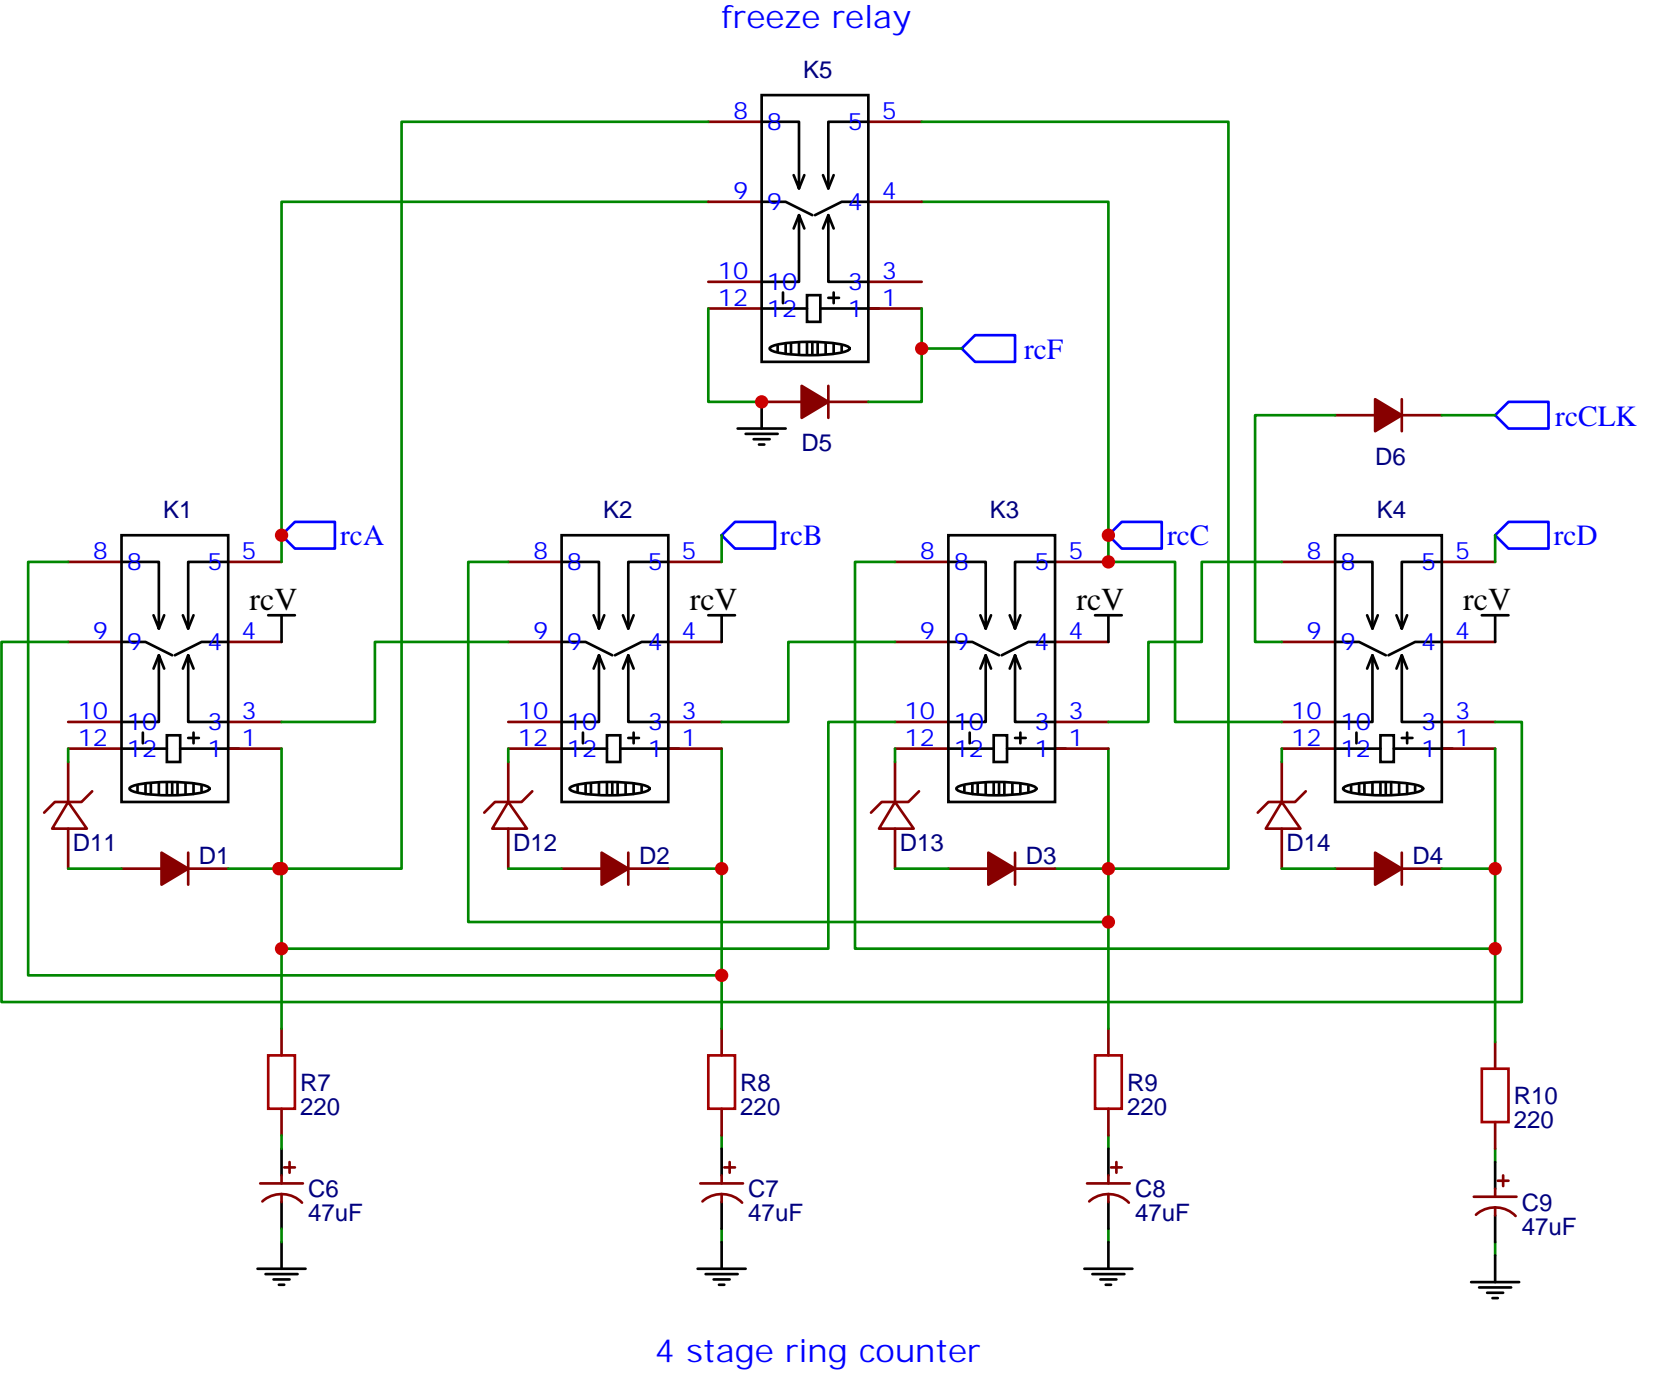 freeze relay
K5
8 8 5 5
9 9 4 4
10 10 3 3
12 12 - + 1 1
rcF
D5
rcCLK
D6
K1 K2 K3 K4
rcA rcB rcC rcD
8 8 5 5 8 8 5 5 8 8 5 5 8 8 5 5
rcV rcV rcV rcV
9 9 4 4 9 9 4 4 9 9 4 4 9 9 4 4
10 10 3 3 10 10 3 3 10 10 3 3 10 10 3 3
12 12 - + 1 1 12 12 - + 1 1 12 12 - + 1 1 12 12 - + 1 1
D11 D1 D12 D2 D13 D3 D14 D4
R7 R8 R9 R10
220 220 220 220
+ + + +
C6 C7 C8 C9
47uF 47uF 47uF 47uF
4 stage ring counter